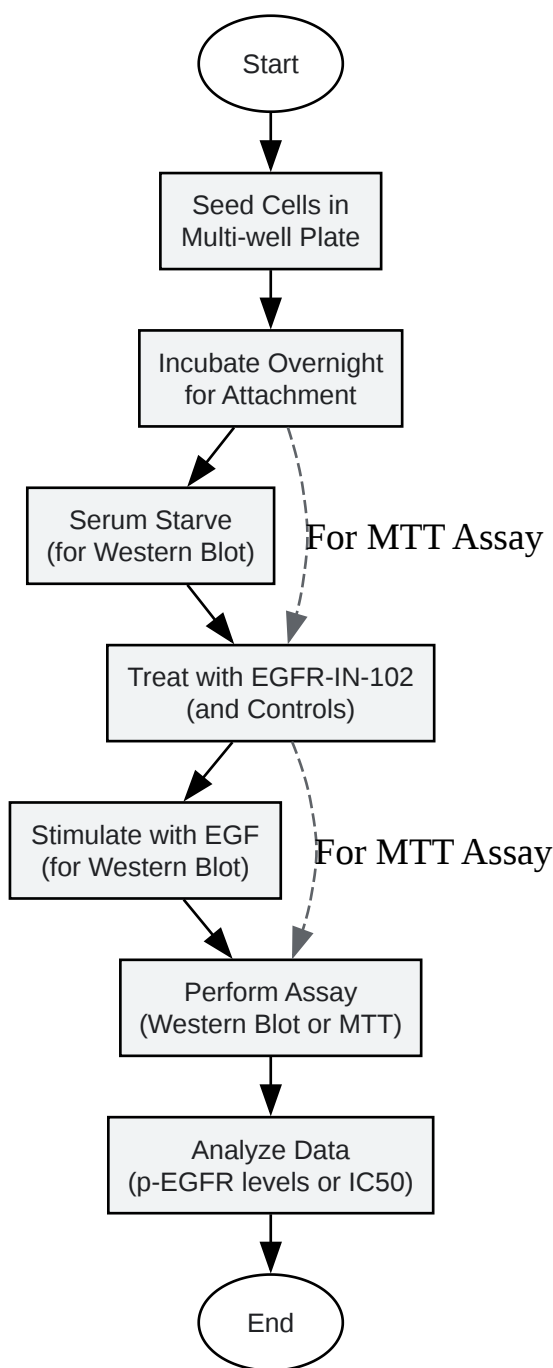 Start
Seed Cells in
Multi-well Plate
Incubate Overnight
for Attachment
Serum Starve
(for Western Blot)
For MTT Assay
Treat with EGFR-IN-102
(and Controls)
Stimulate with EGF
(for Western Blot)
For MTT Assay
Perform Assay
(Western Blot or MTT)
Analyze Data
(p-EGFR levels or IC50)
End